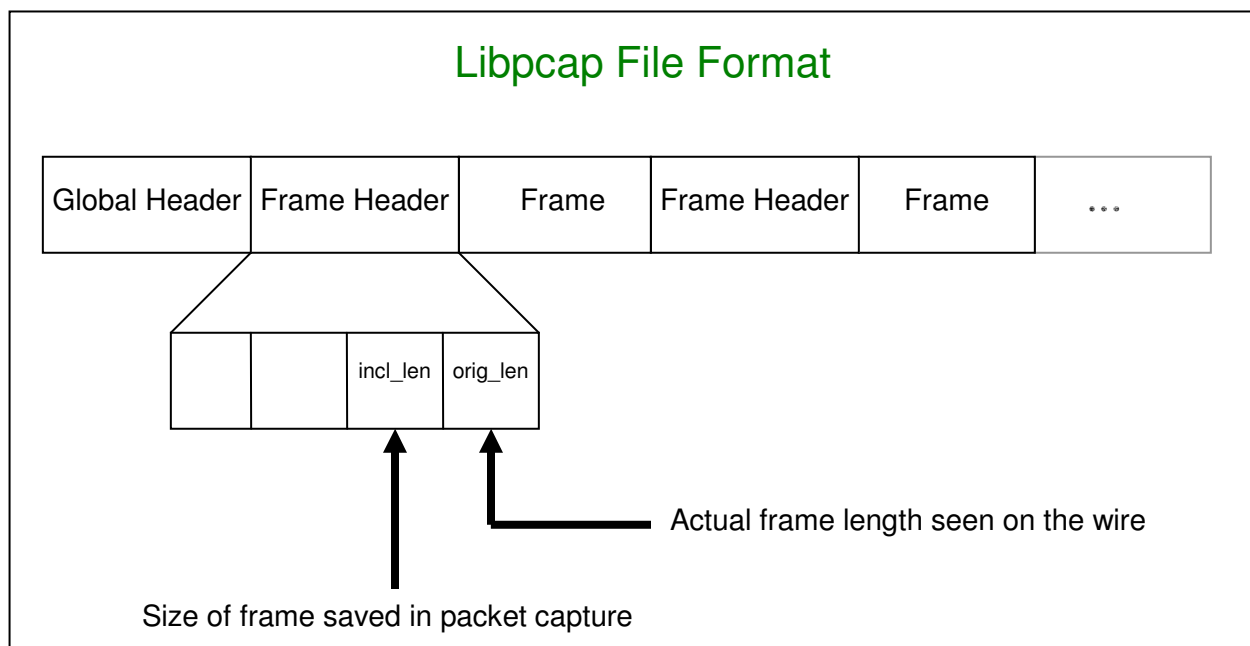 Libpcap File Format
Global Header
Frame Header
Frame
Frame Header
Frame
...
incl_len
orig_len
Actual frame length seen on the wire
Size of frame saved in packet capture